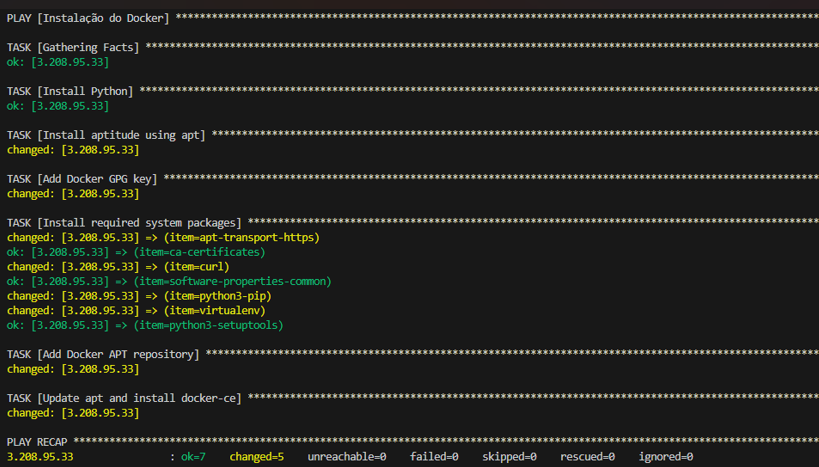 PLAY [Instalação do Docker] ************************************************************************************************************
TASK [Gathering Facts] *****************************************************************************************************************
ok: [3.208.95.33]
TASK [Install Python] ******************************************************************************************************************
ok: [3.208.95.33]
TASK [Install aptitude using apt] ******************************************************************************************************
changed: [3.208.95.33]
TASK [Add Docker GPG key] **************************************************************************************************************
changed: [3.208.95.33]
TASK [Install required system packages] ************************************************************************************************
changed: [3.208.95.33] => (item=apt-transport-https)
ok: [3.208.95.33] => (item=ca-certificates)
changed: [3.208.95.33] => (item=curl)
ok: [3.208.95.33] => (item=software-properties-common)
changed: [3.208.95.33] => (item=python3-pip)
changed: [3.208.95.33] => (item=virtualenv)
ok: [3.208.95.33] => (item=python3-setuptools)
TASK [Add Docker APT repository] *******************************************************************************************************
changed: [3.208.95.33]
TASK [Update apt and install docker-ce] ************************************************************************************************
changed: [3.208.95.33]
PLAY RECAP *****************************************************************************************************************************
3.208.95.33 : ok=7 changed=5 unreachable=0 failed=0 skipped=0 rescued=0 ignored=0